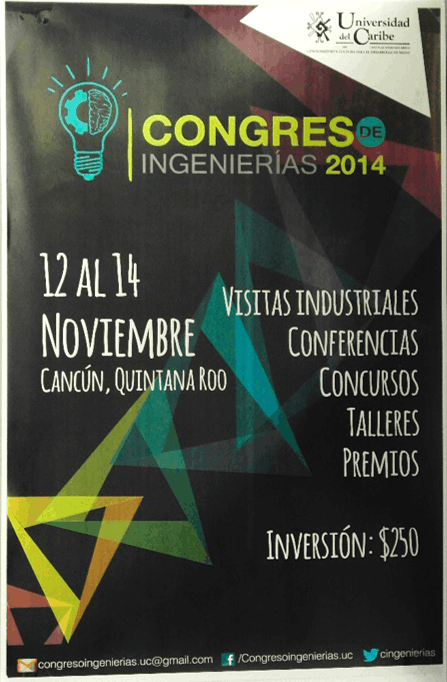 Universidad
del Caribe
CONGRESO DE
INGENIERÍAS 2014
12 AL 14
NOVIEMBRE
CANCÚN, QUINTANA ROO
VISITAS INDUSTRIALES
CONFERENCIAS
CONCURSOS
TALLERES
PREMIOS
INVERSIÓN: $250
congresoingenierias.uc@gmail.com
/Congresoingenierias.uc
cingenierias